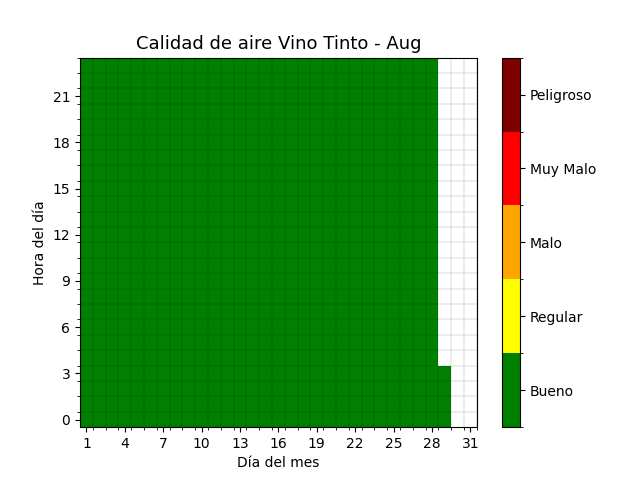 Calidad de aire Vino Tinto - Aug
Hora del día
21
18
15
12
9
6
3
0
1 4 7 10 13 16 19 22 25 28 31
Día del mes
Peligroso
Muy Malo
Malo
Regular
Bueno